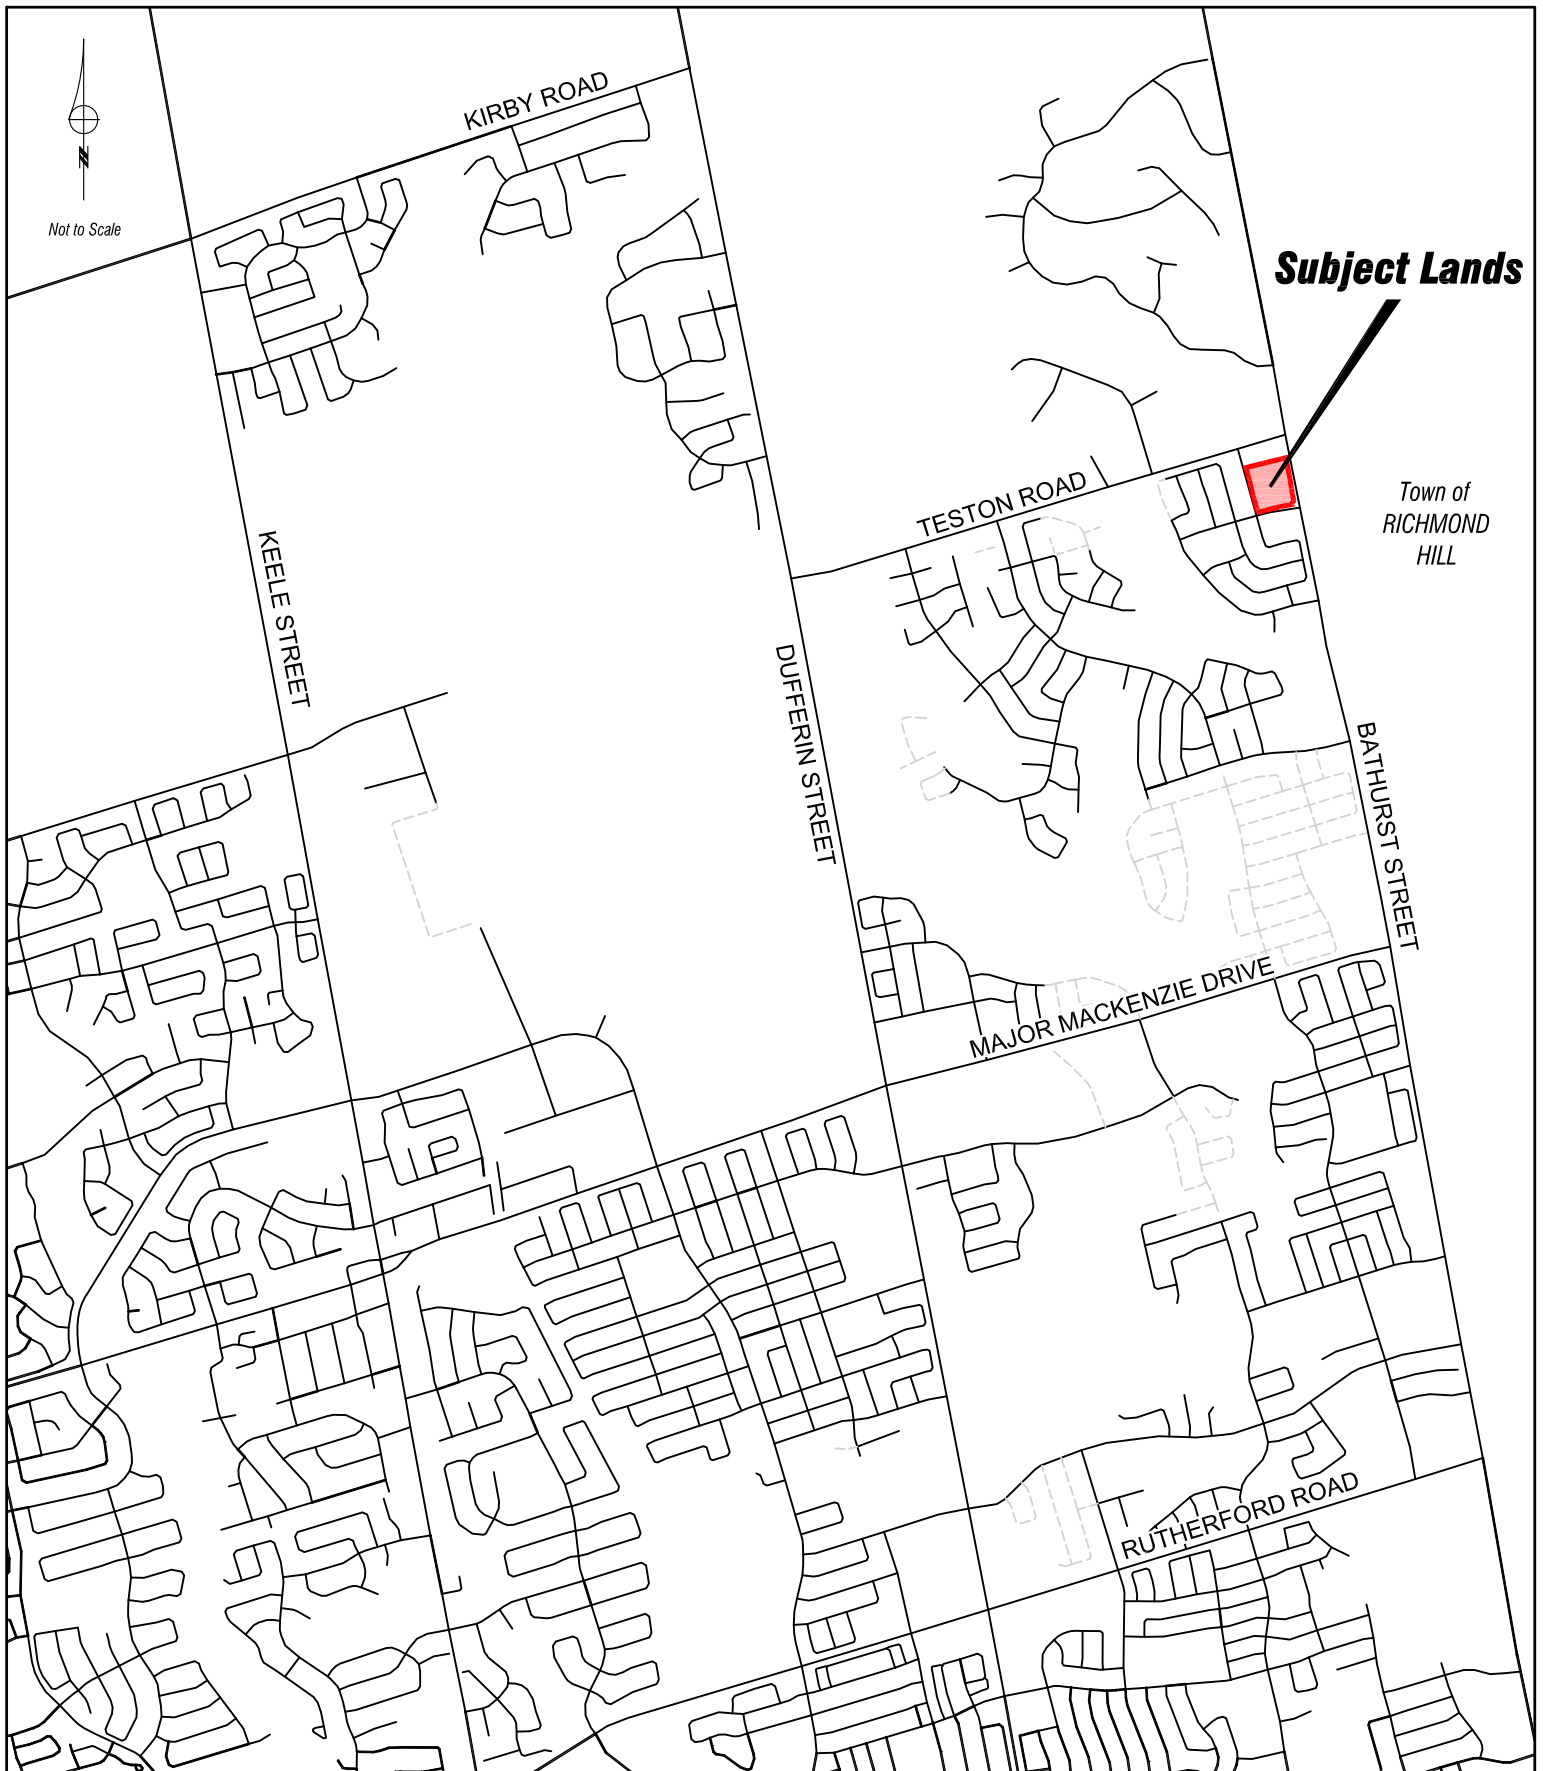 KIRBY ROAD
N
Not to Scale
Subject Lands
Town of
RICHMOND
HILL
TESTON ROAD
KEELE STREET
DUFFERIN STREET
BATHURST STREET
MAJOR MACKENZIE DRIVE
RUTHERFORD ROAD